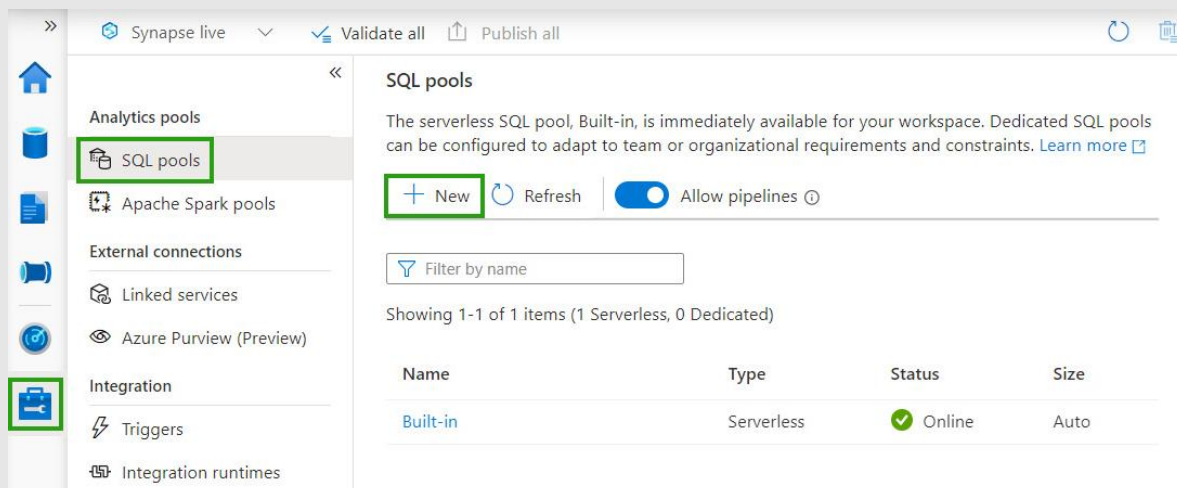 Synapse live
Validate all
Publish all
Analytics pools
SQL pools
Apache Spark pools
External connections
Linked services
Azure Purview (Preview)
Integration
Triggers
Integration runtimes
SQL pools
The serverless SQL pool, Built-in, is immediately available for your workspace. Dedicated SQL pools
can be configured to adapt to team or organizational requirements and constraints. Learn more
New
Refresh
Allow pipelines
Filter by name
Showing 1-1 of 1 items (1 Serverless, 0 Dedicated)
Name Type Status Size
Built-in Serverless Online Auto